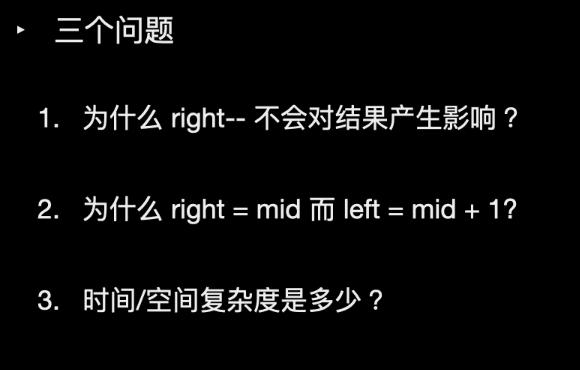 ▸ 三个问题
1. 为什么 right-- 不会对结果产生影响？
2. 为什么 right = mid 而 left = mid + 1?
3. 时间/空间复杂度是多少？